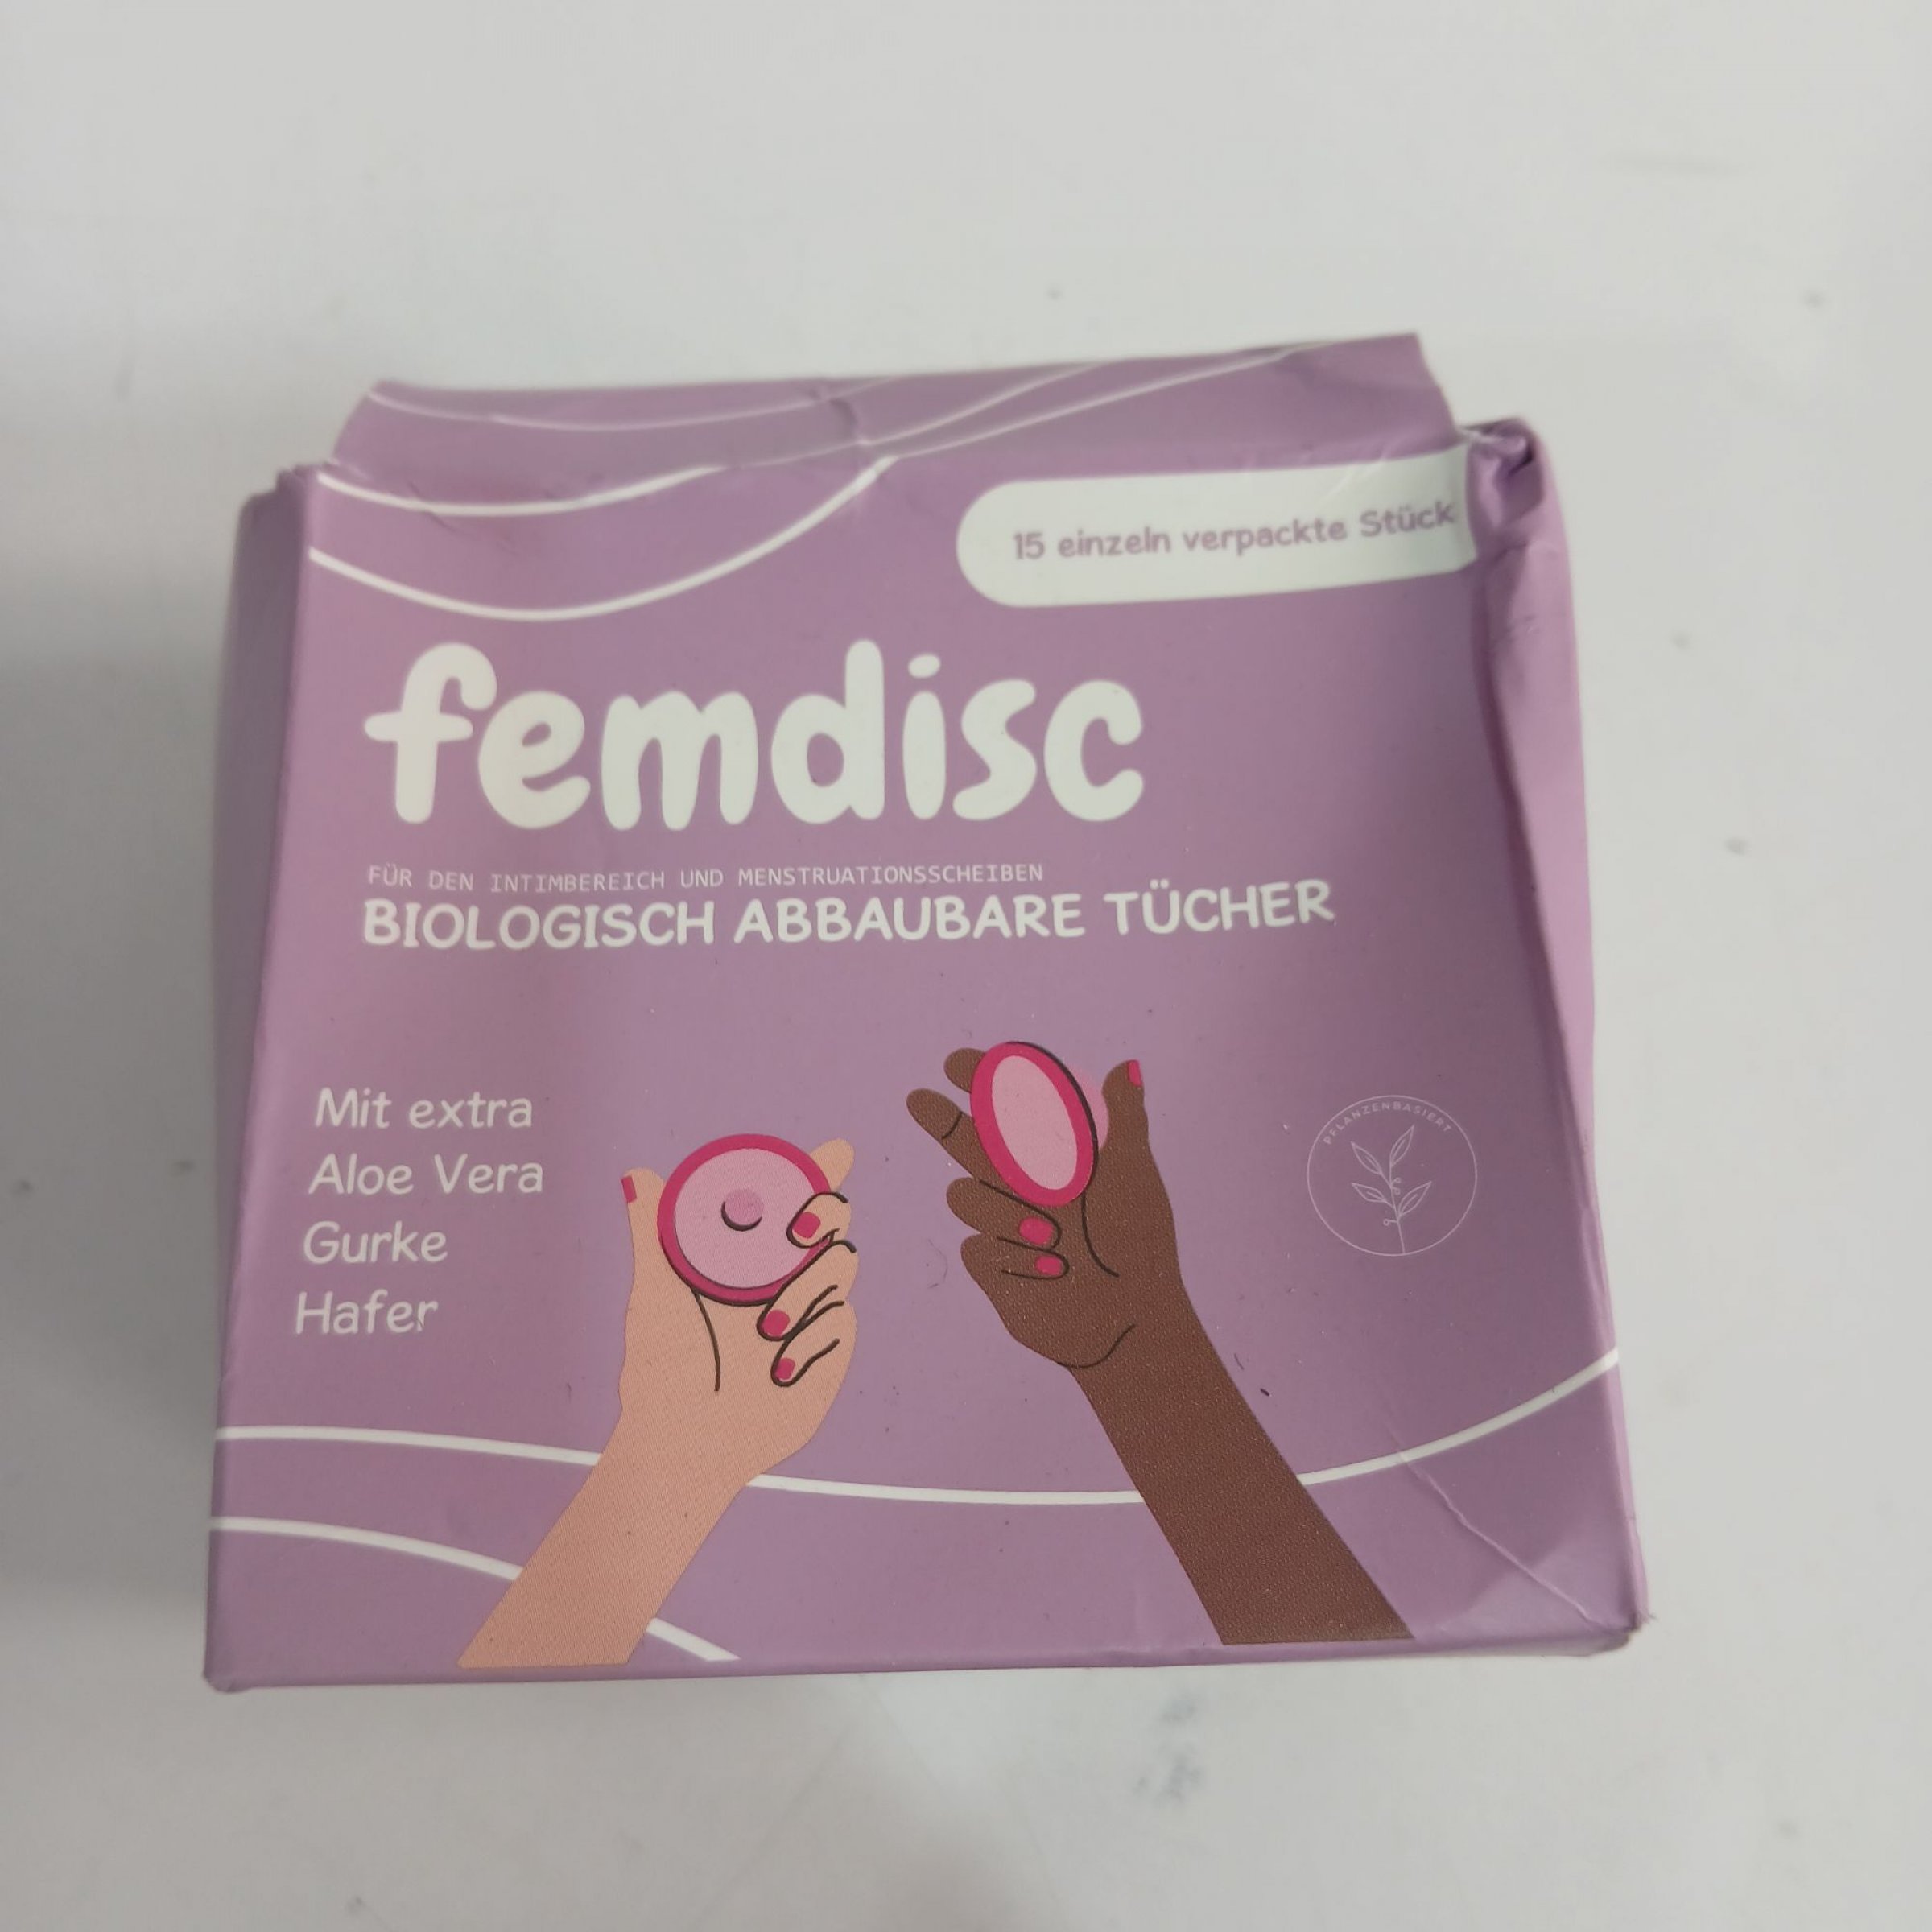 15 einzeln verpackte Stück
femdisc
FÜR DEN INTIMBEREICH UND MENSTRUATIONSSCHEIBEN
BIOLOGISCH ABBAUBARE TÜCHER
Mit extra
Aloe Vera
Gurke
Hafer
PFLANZENBASIERT